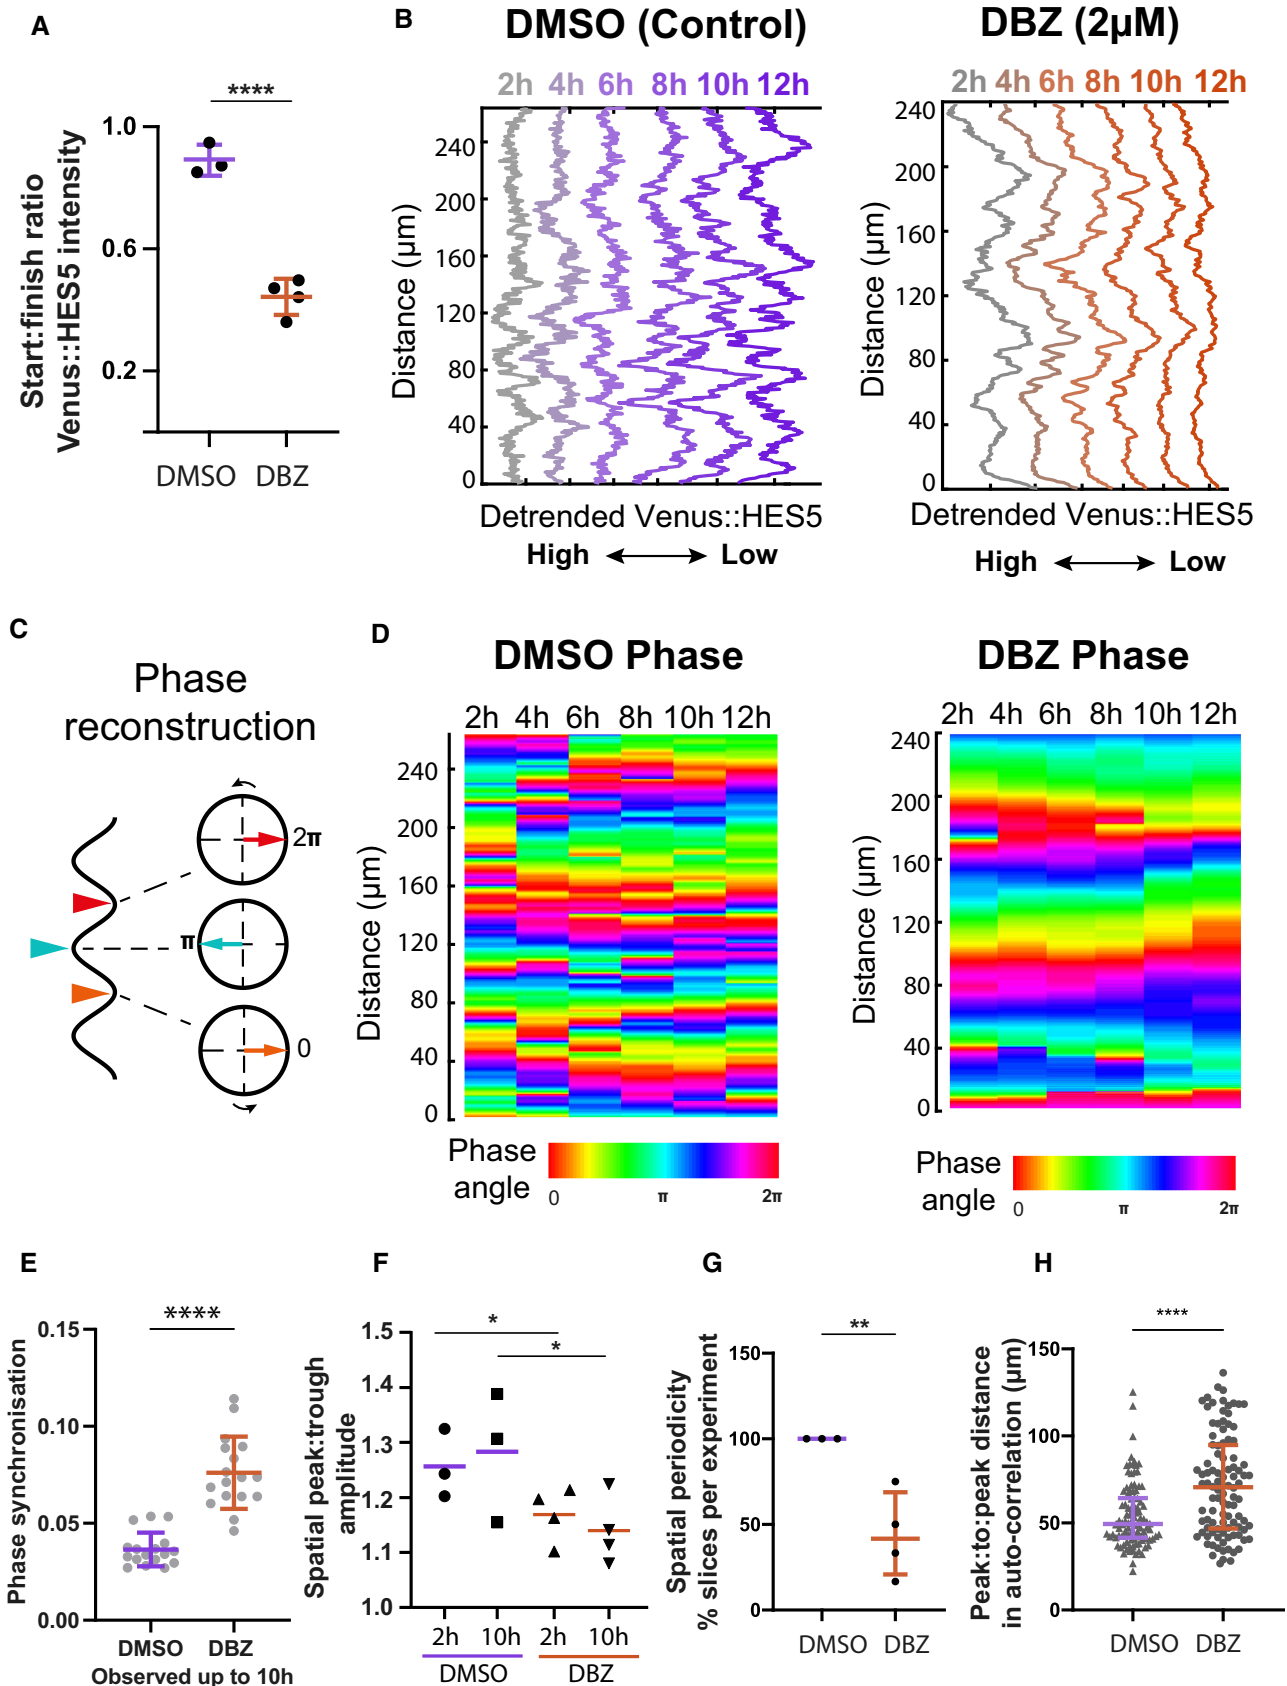 A
****
1.0
0.6
0.2
Start:finish ratio
Venus::HES5 intensity
DMSO DBZ
B
DMSO (Control)
2h 4h 6h 8h 10h 12h
240
200
160
120
80
40
0
Distance (µm)
Detrended Venus::HES5
High Low
DBZ (2µM)
2h 4h 6h 8h 10h 12h
240
200
160
120
80
40
0
Distance (µm)
Detrended Venus::HES5
High Low
C
Phase
reconstruction
2π
π
0
D
DMSO Phase
2h 4h 6h 8h 10h 12h
240
200
160
120
80
40
0
Distance (µm)
Phase
angle
0 π 2π
DBZ Phase
2h 4h 6h 8h 10h 12h
240
200
160
120
80
40
0
Distance (µm)
Phase
angle
0 π 2π
E
****
0.15
0.10
0.05
0.00
Phase synchronisation
DMSO DBZ
Observed up to 10h
F
*
*
1.5
1.4
1.3
1.2
1.1
1.0
Spatial peak:trough
amplitude
2h 10h 2h 10h
DMSO DBZ
G
**
150
100
50
0
Spatial periodicity
% slices per experiment
DMSO DBZ
H
****
150
100
50
0
Peak:to:peak distance
in auto-correlation (µm)
DMSO DBZ